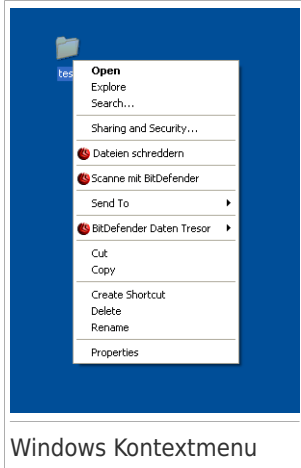 tes
Open
Explore
Search...
Sharing and Security...
Dateien schreddern
Scanne mit BitDefender
Send To
BitDefender Daten Tresor
Cut
Copy
Create Shortcut
Delete
Rename
Properties
Windows Kontextmenu